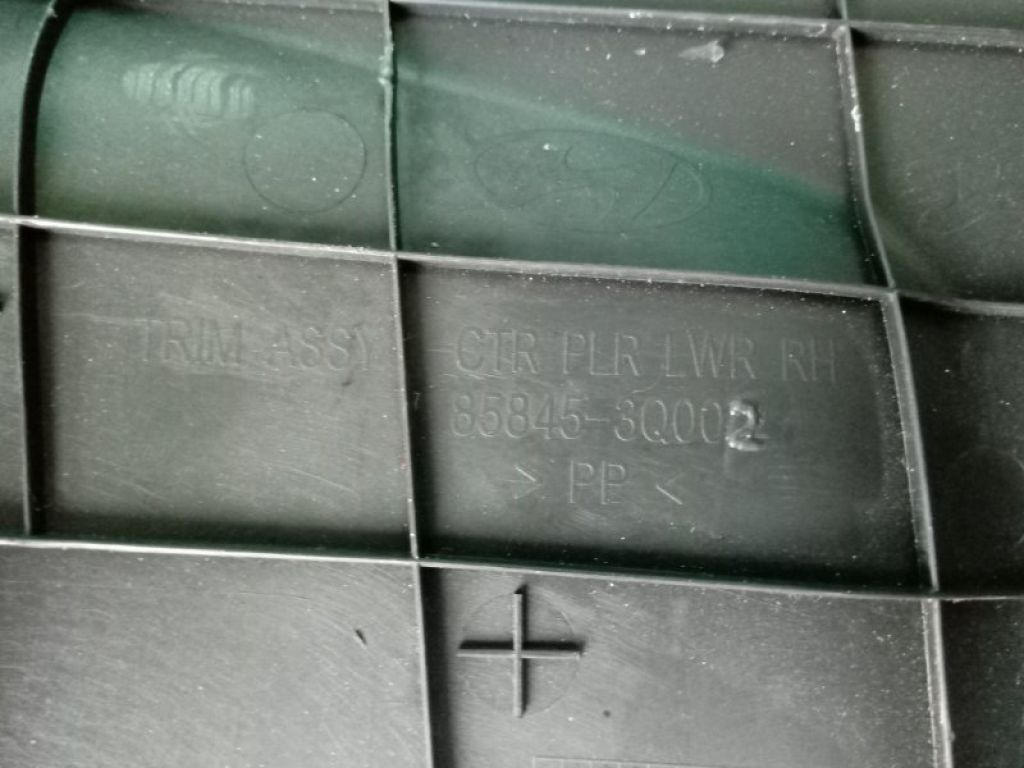 TRIM ASSY - CTR PLR LWR RH
85845-3Q002
> PP <